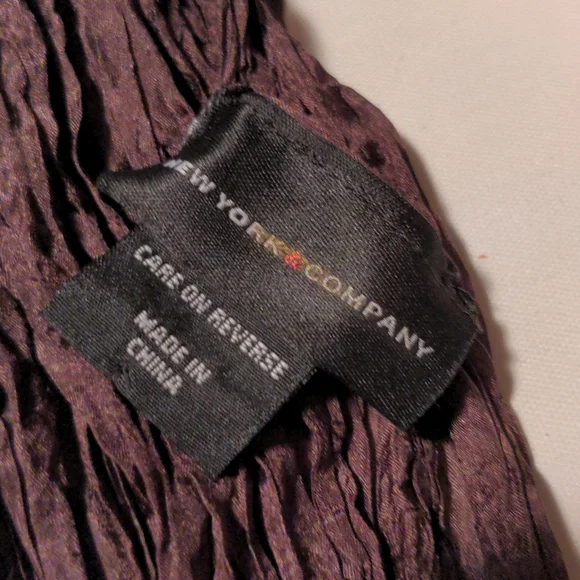 NEW YORK&COMPANY
CARE ON REVERSE
MADE IN
CHINA